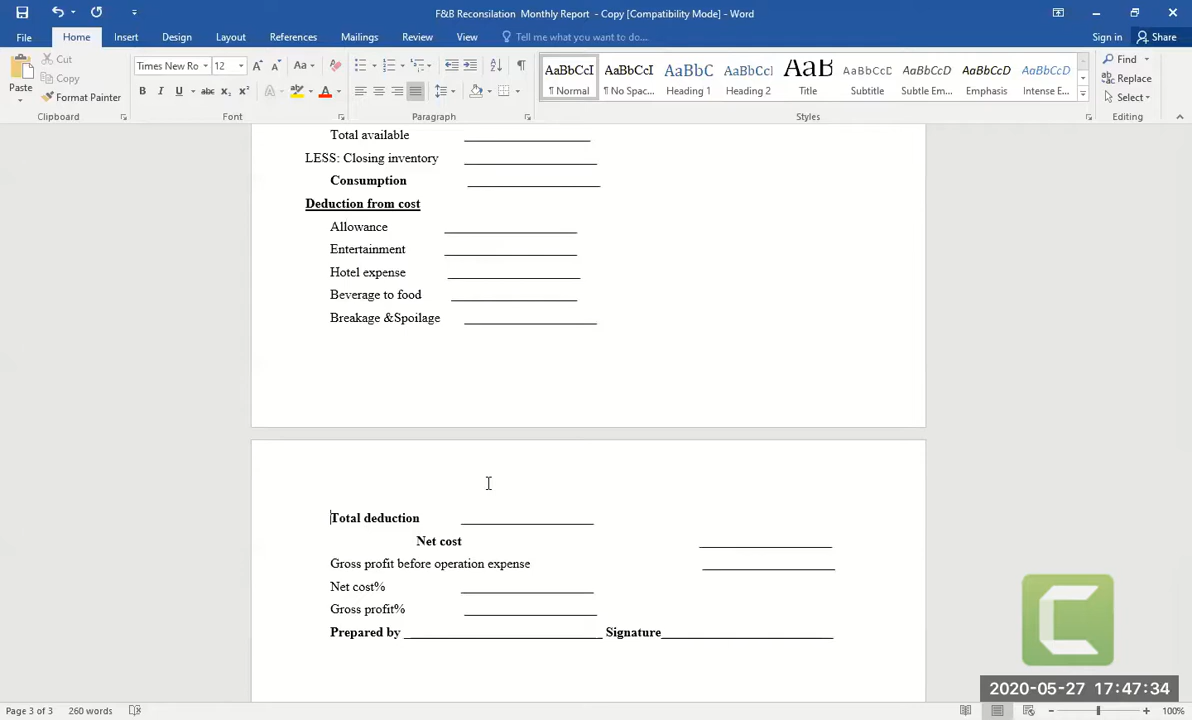 F&B Reconsilation Monthly Report - Copy [Compatibility Mode] - Word
File Home Insert Design Layout References Mailings Review View Tell me what you want to do... Sign in Share
Paste Cut Copy Format Painter
Times New Ro 12
AaBbCcI AaBbCcI AaBbC AaBbCcI AaB AaBbCcD AaBbCcD AaBbCcD AaBbCcD
¶ Normal ¶ No Spac... Heading 1 Heading 2 Title Subtitle Subtle Em... Emphasis Intense E...
Find Replace Select
Clipboard Font Paragraph Styles Editing
Total available
LESS: Closing inventory
Consumption
Deduction from cost
Allowance
Entertainment
Hotel expense
Beverage to food
Breakage &Spoilage
Total deduction
Net cost
Gross profit before operation expense
Net cost%
Gross profit%
Prepared by Signature
2020-05-27 17:47:34
Page 3 of 3 260 words 100%